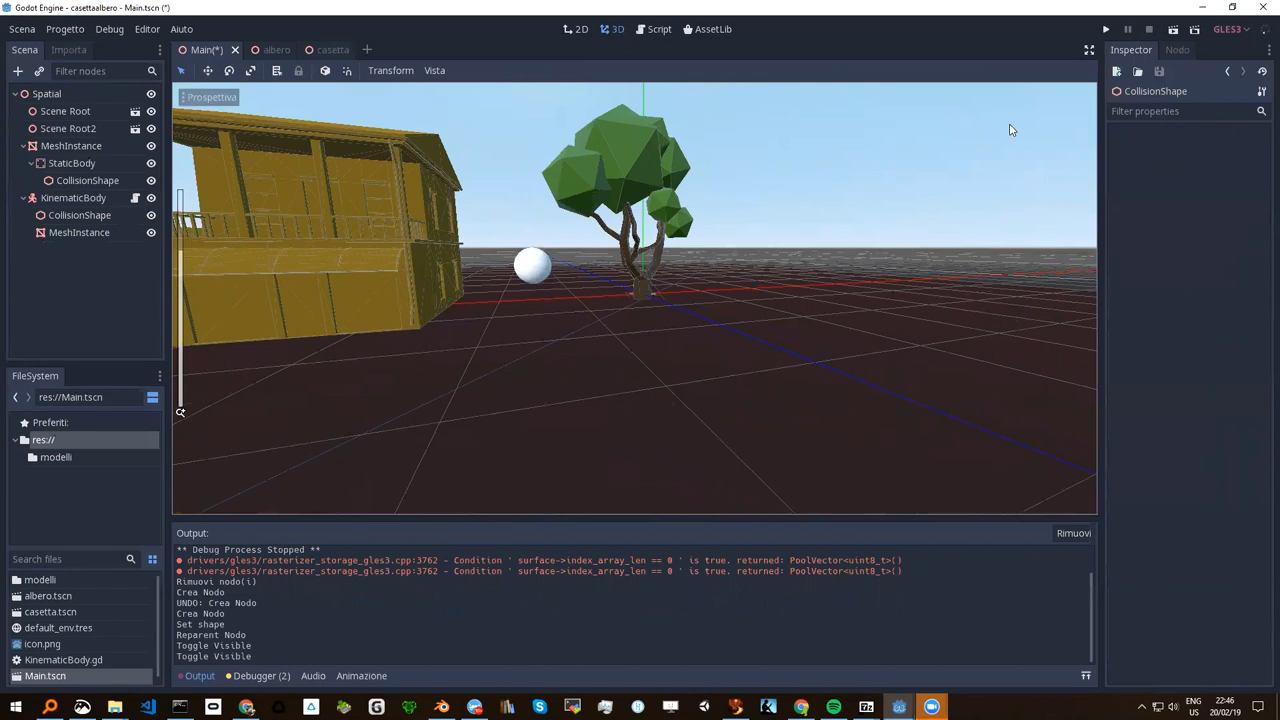 Godot Engine - casettaalbero - Main.tscn (*)
Scena Progetto Debug Editor Aiuto
2D 3D Script AssetLib
GLES3
Scena Importa
Filter nodes
Spatial
Scene Root
Scene Root2
MeshInstance
StaticBody
CollisionShape
KinematicBody
CollisionShape
MeshInstance
FileSystem
res://Main.tscn
Preferiti:
res://
modelli
Search files
modelli
albero.tscn
casetta.tscn
default_env.tres
icon.png
KinematicBody.gd
Main.tscn
Main(*) albero casetta
Transform Vista
Prospettiva
Output:
Rimuovi
** Debug Process Stopped **
drivers/gles3/rasterizer_storage_gles3.cpp:3762 - Condition ' surface->index_array_len == 0 ' is true. returned: PoolVector<uint8_t>()
drivers/gles3/rasterizer_storage_gles3.cpp:3762 - Condition ' surface->index_array_len == 0 ' is true. returned: PoolVector<uint8_t>()
Rimuovi nodo(i)
Crea Nodo
UNDO: Crea Nodo
Crea Nodo
Set shape
Reparent Nodo
Toggle Visible
Toggle Visible
Output Debugger (2) Audio Animazione
Inspector Nodo
CollisionShape
Filter properties
ENG
US
22:46
20/02/19